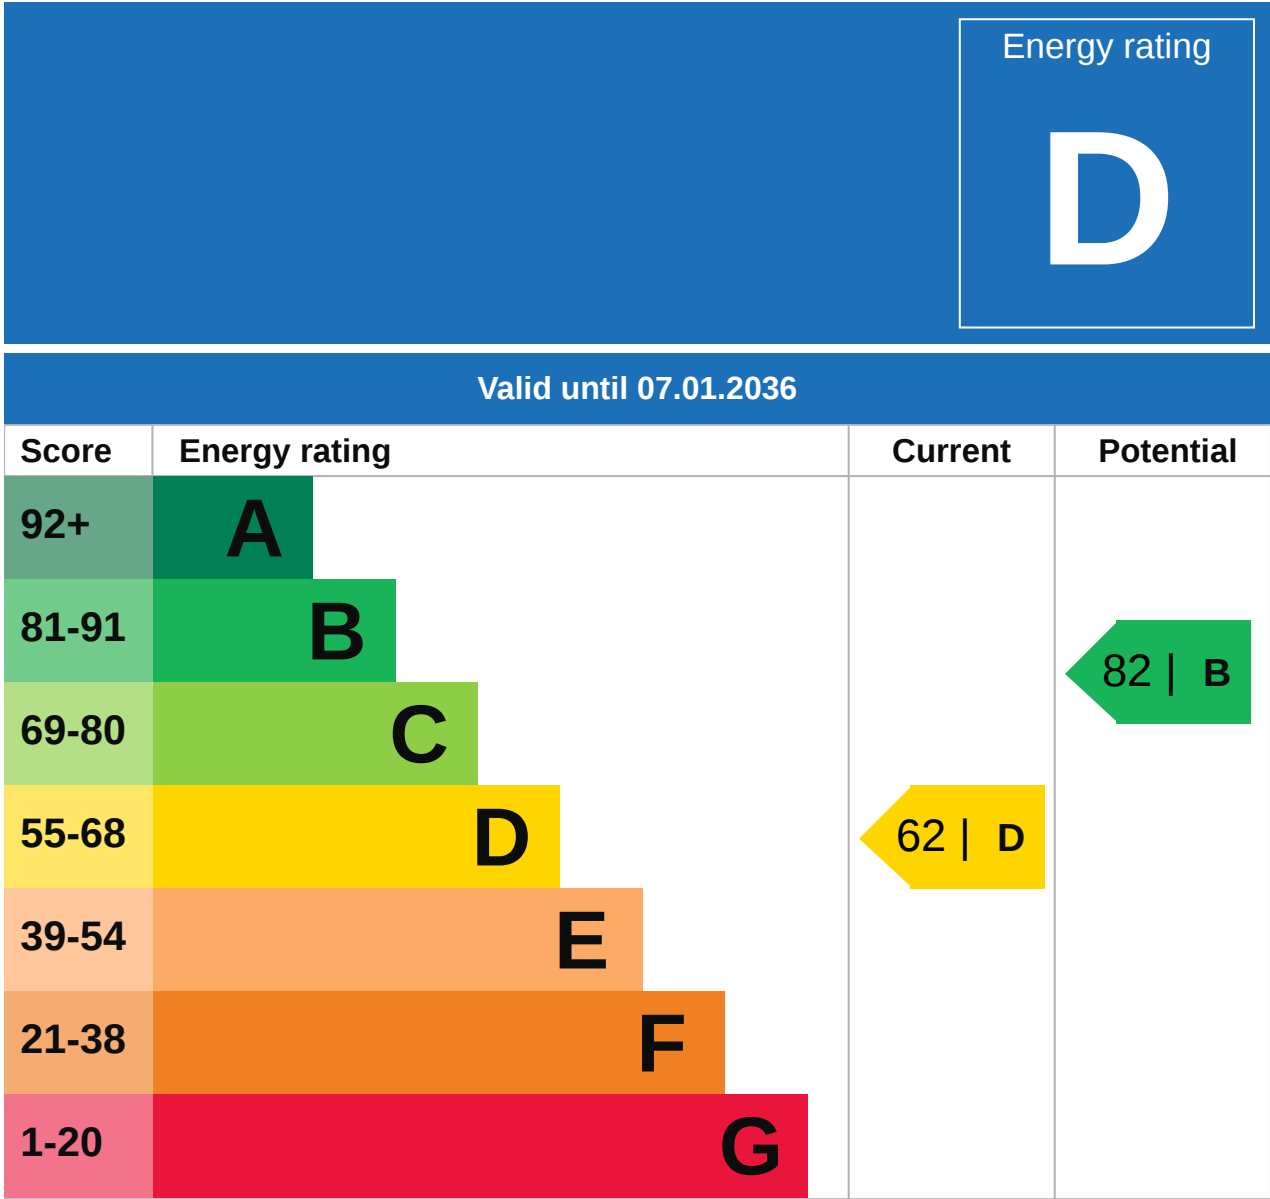 Energy rating
D
Valid until 07.01.2036
Score Energy rating Current Potential
92+ A
81-91 B
82 | B
69-80 C
55-68 D
62 | D
39-54 E
21-38 F
1-20 G